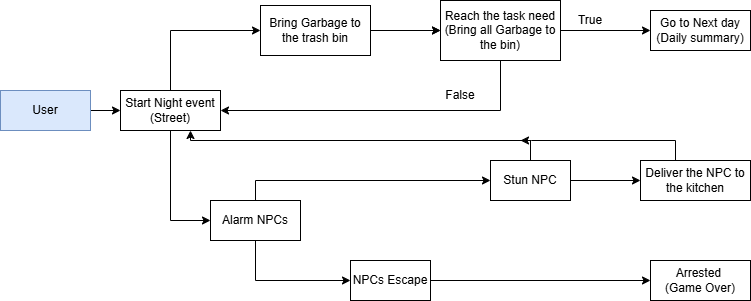 Bring Garbage to
the trash bin
Reach the task need
(Bring all Garbage to
the bin)
True
Go to Next day
(Daily summary)
False
User
Start Night event
(Street)
Stun NPC
Deliver the NPC to
the kitchen
Alarm NPCs
NPCs Escape
Arrested
(Game Over)